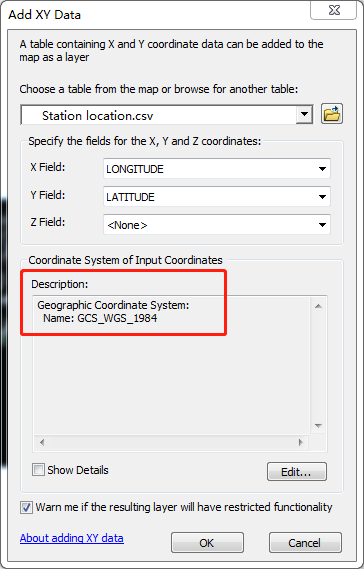 Add XY Data
A table containing X and Y coordinate data can be added to the
map as a layer
Choose a table from the map or browse for another table:
Station location.csv
Specify the fields for the X, Y and Z coordinates:
X Field:
LONGITUDE
Y Field:
LATITUDE
Z Field:
<None>
Coordinate System of Input Coordinates
Description:
Geographic Coordinate System:
Name: GCS_WGS_1984
Show Details
Edit...
Warn me if the resulting layer will have restricted functionality
About adding XY data
OK
Cancel